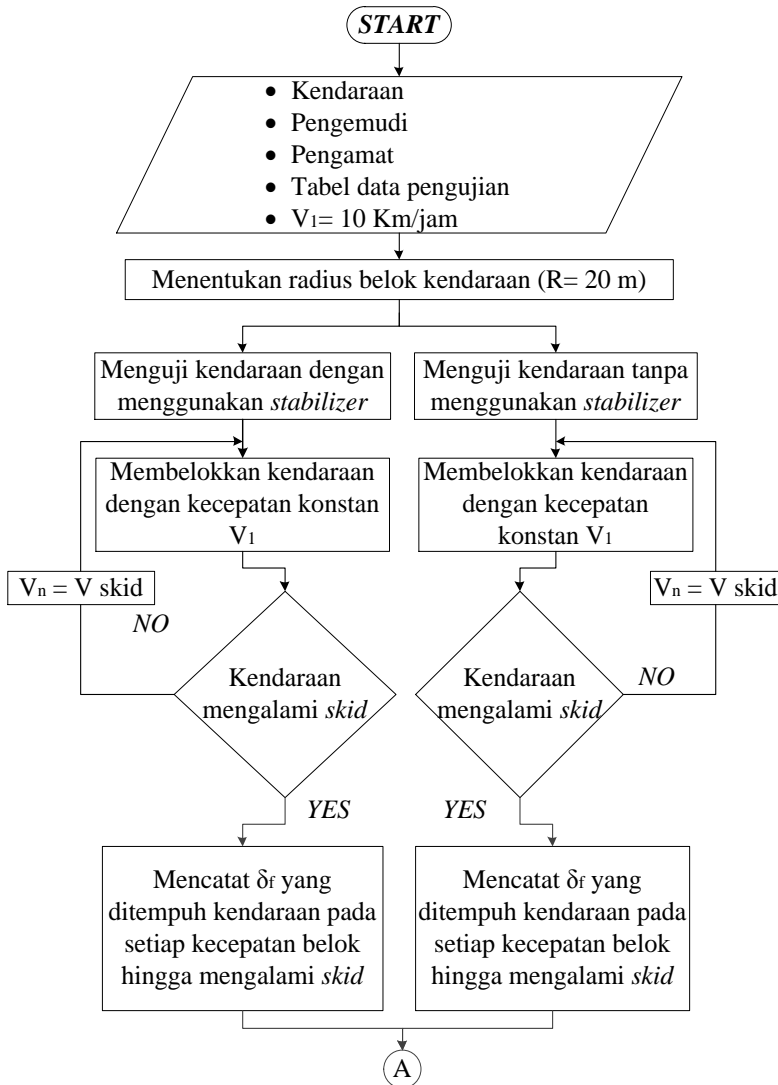 START
• Kendaraan
• Pengemudi
• Pengamat
• Tabel data pengujian
• V1= 10 Km/jam
Menentukan radius belok kendaraan (R= 20 m)
Menguji kendaraan dengan
menggunakan stabilizer
Menguji kendaraan tanpa
menggunakan stabilizer
Membelokkan kendaraan
dengan kecepatan konstan
V1
Membelokkan kendaraan
dengan kecepatan
konstan V1
Vn = V skid
NO
Vn = V skid
NO
Kendaraan
mengalami skid
Kendaraan
mengalami skid
YES
YES
Mencatat δf yang
ditempuh kendaraan pada
setiap kecepatan belok
hingga mengalami skid
Mencatat δf yang
ditempuh kendaraan pada
setiap kecepatan belok
hingga mengalami skid
A